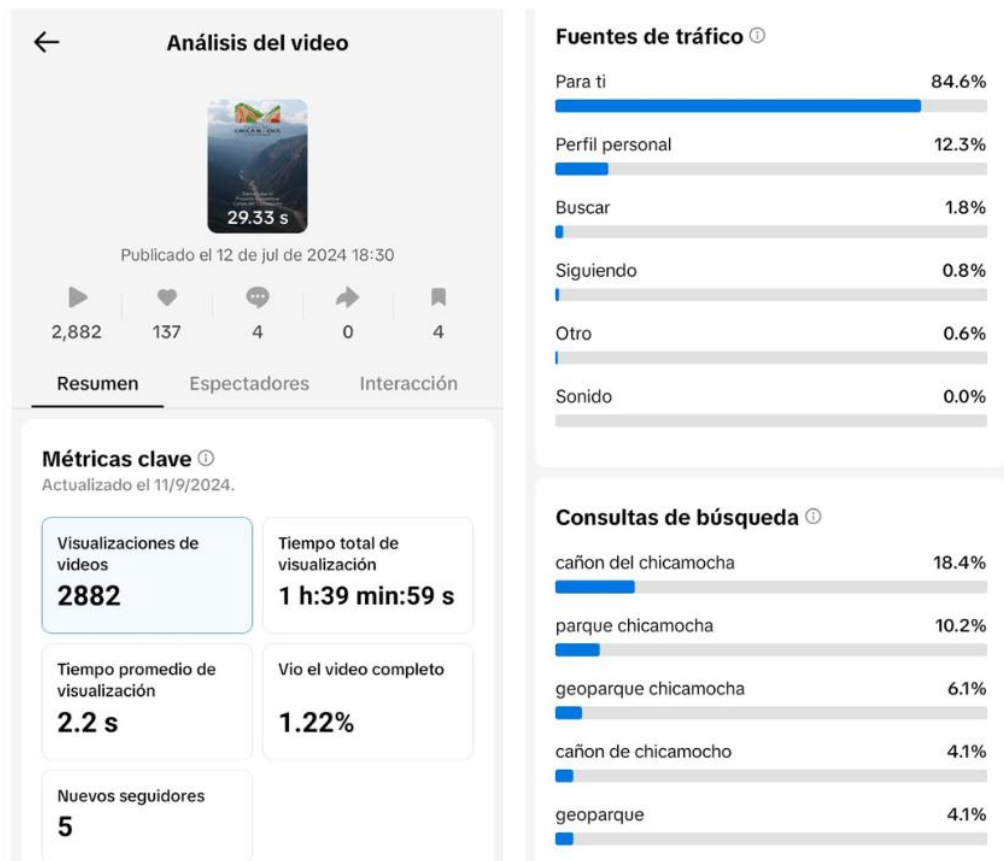 Análisis del video
29.33 s
Publicado el 12 de jul de 2024 18:30
2,882 137 4 0 4
Resumen Espectadores Interacción
Métricas clave
Actualizado el 11/9/2024.
Visualizaciones de
videos
2882
Tiempo total de
visualización
1 h:39 min:59 s
Tiempo promedio de
visualización
2.2 s
Vio el video completo
1.22%
Nuevos seguidores
5
Fuentes de tráfico
Para ti 84.6%
Perfil personal 12.3%
Buscar 1.8%
Siguiendo 0.8%
Otro 0.6%
Sonido 0.0%
Consultas de búsqueda
cañon del chicamocha 18.4%
parque chicamocha 10.2%
geoparque chicamocha 6.1%
cañon de chicamocho 4.1%
geoparque 4.1%